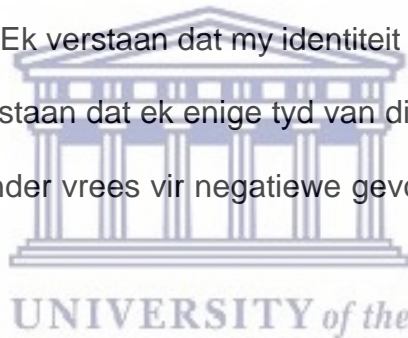 Ek verstaan dat my identiteit
staan dat ek enige tyd van di
nder vrees vir negatiewe gevo
UNIVERSITY of the